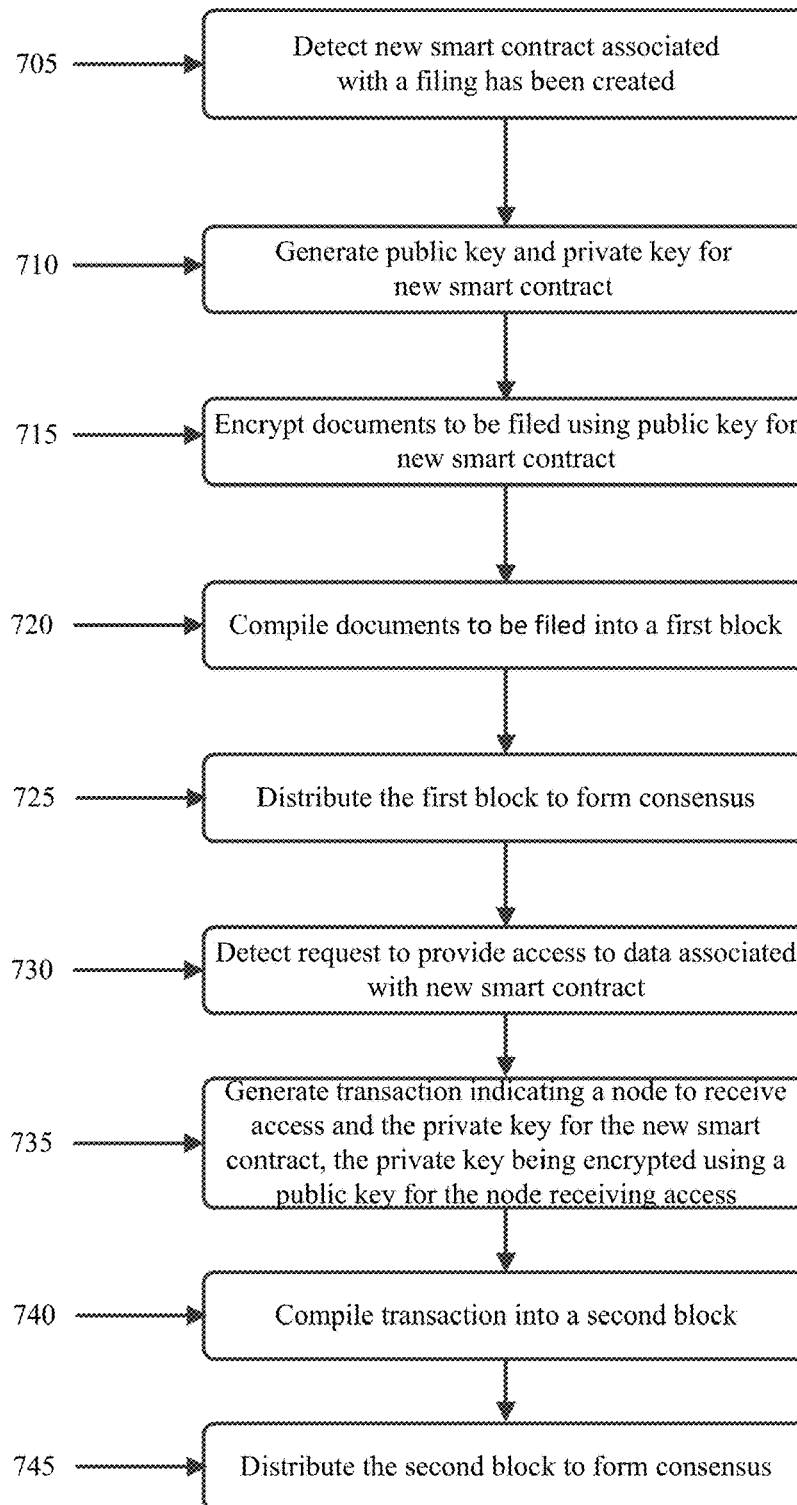 705
Detect new smart contract associated
with a filing has been created
710
Generate public key and private key for
new smart contract
715
Encrypt documents to be filed using public key for
new smart contract
720
Compile documents to be filed into a first block
725
Distribute the first block to form consensus
730
Detect request to provide access to data associated
with new smart contract
735
Generate transaction indicating a node to receive
access and the private key for the new smart
contract, the private key being encrypted using a
public key for the node receiving access
740
Compile transaction into a second block
745
Distribute the second block to form consensus